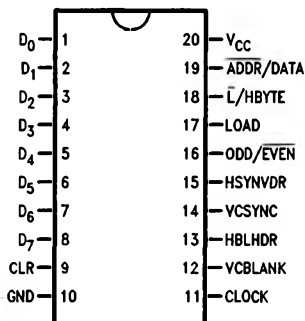 D0 1 20 VCC
D1 2 19 ADDR/DATA
D2 3 18 L/HBYTE
D3 4 17 LOAD
D4 5 16 ODD/EVEN
D5 6 15 HSYNVDR
D6 7 14 VCSYNC
D7 8 13 HBLHDR
CLR 9 12 VCBLANK
GND 10 11 CLOCK